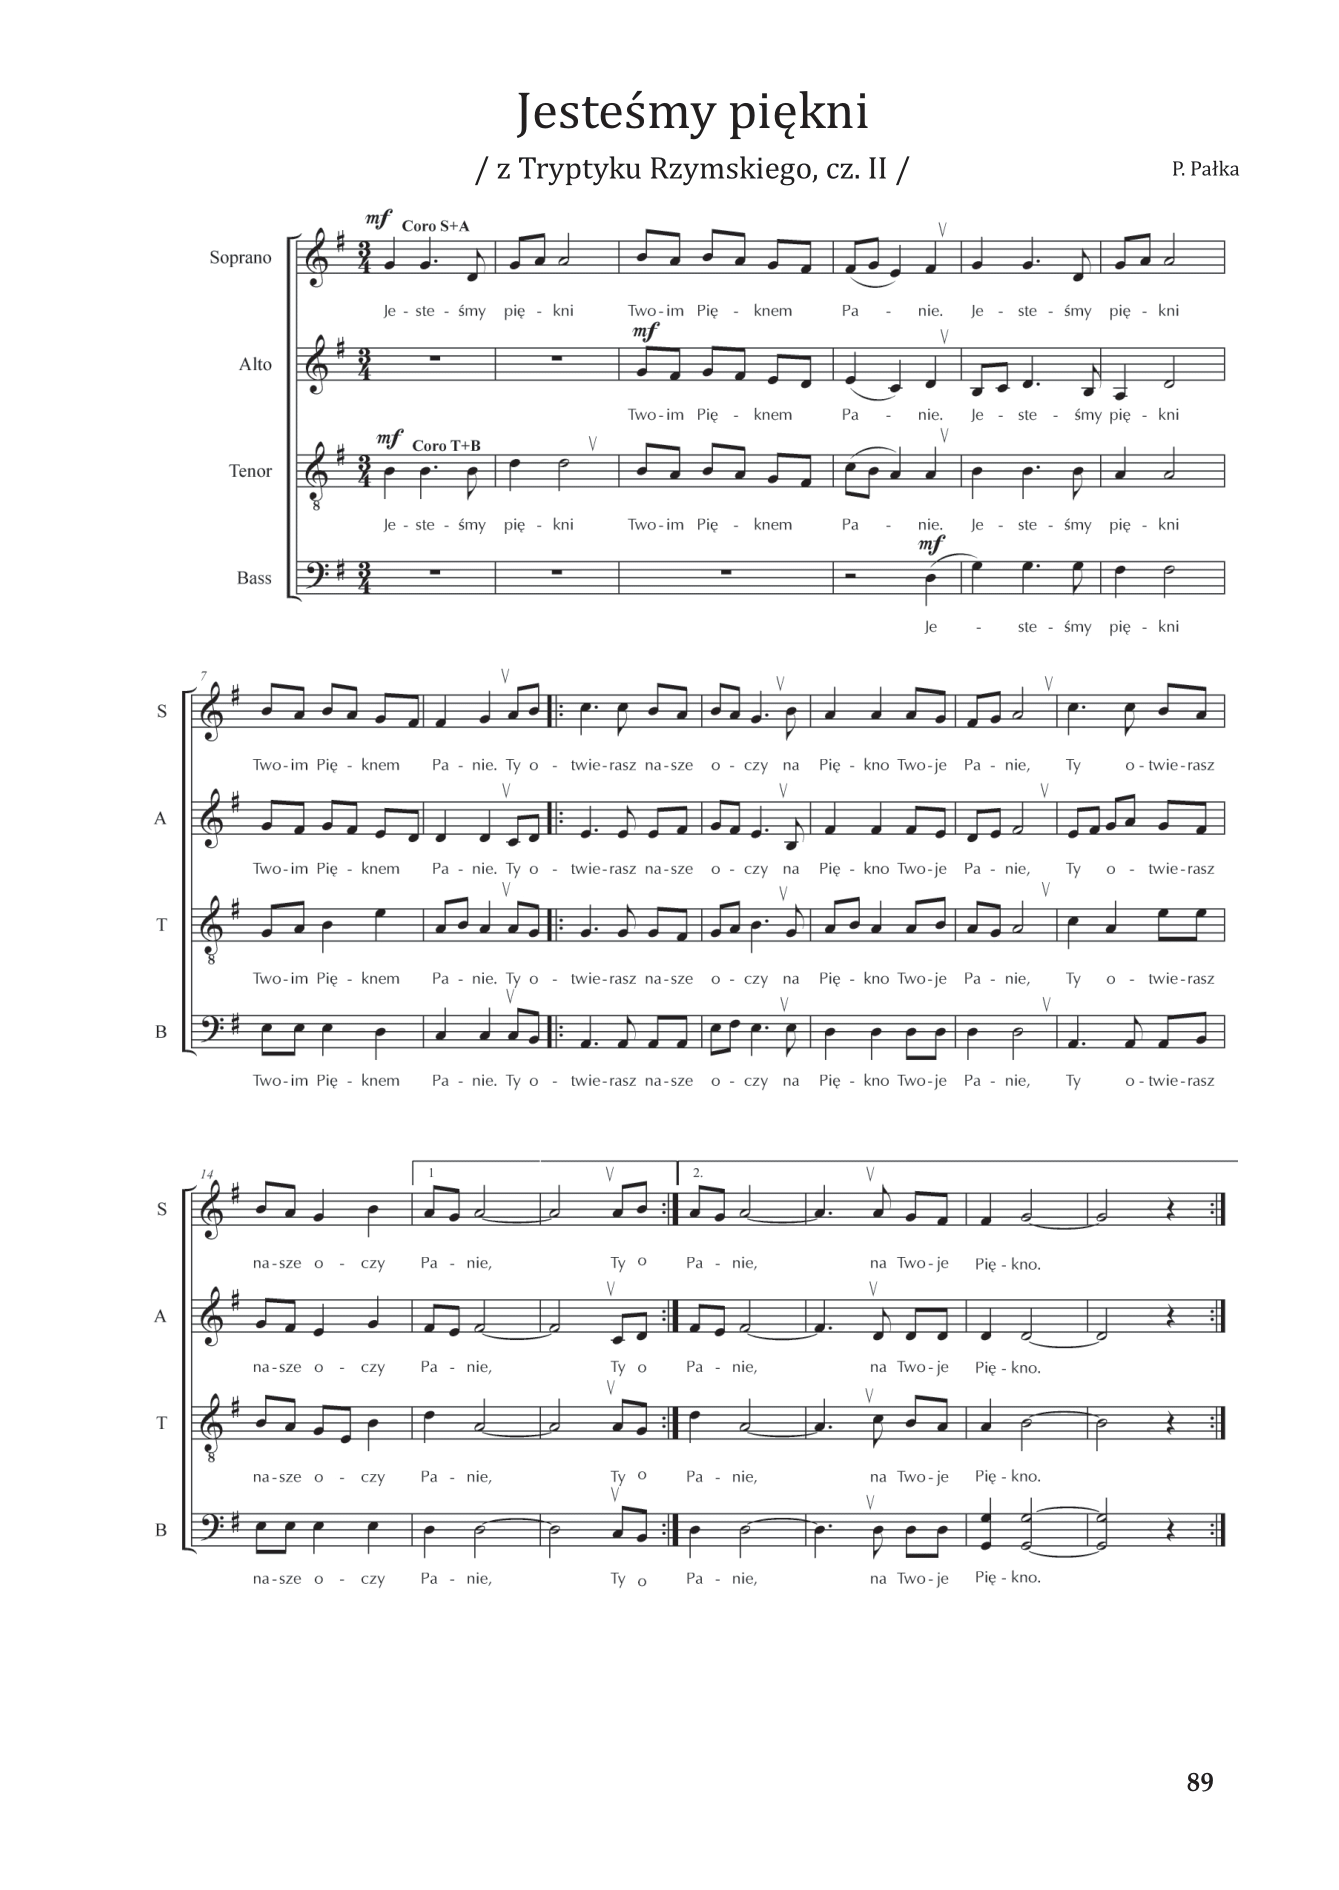 Jesteśmy piękni
/ z Tryptyku Rzymskiego, cz. II /
P. Pałka
mf Coro S+A
Soprano
Je - ste - śmy pię - kni Two - im Pię - knem Pa - nie. Je - ste - śmy pię - kni
mf
Alto
Two - im Pię - knem Pa - nie. Je - ste - śmy pię - kni
mf Coro T+B
Tenor
8
Je - ste - śmy pię - kni Two - im Pię - knem Pa - nie. Je - ste - śmy pię - kni
mf
Bass
Je - ste - śmy pię - kni
7
S
Two - im Pię - knem Pa - nie. Ty o - twie - rasz na - sze o - czy na Pię - kno Two - je Pa - nie, Ty o - twie - rasz
A
Two - im Pię - knem Pa - nie. Ty o - twie - rasz na - sze o - czy na Pię - kno Two - je Pa - nie, Ty o - twie - rasz
T
8
Two - im Pię - knem Pa - nie. Ty o - twie - rasz na - sze o - czy na Pię - kno Two - je Pa - nie, Ty o - twie - rasz
B
Two - im Pię - knem Pa - nie. Ty o - twie - rasz na - sze o - czy na Pię - kno Two - je Pa - nie, Ty o - twie - rasz
14 1 2.
S
na - sze o - czy Pa - nie, Ty o Pa - nie, na Two - je Pię - kno.
A
na - sze o - czy Pa - nie, Ty o Pa - nie, na Two - je Pię - kno.
T
8
na - sze o - czy Pa - nie, Ty o Pa - nie, na Two - je Pię - kno.
B
na - sze o - czy Pa - nie, Ty o Pa - nie, na Two - je Pię - kno.
89